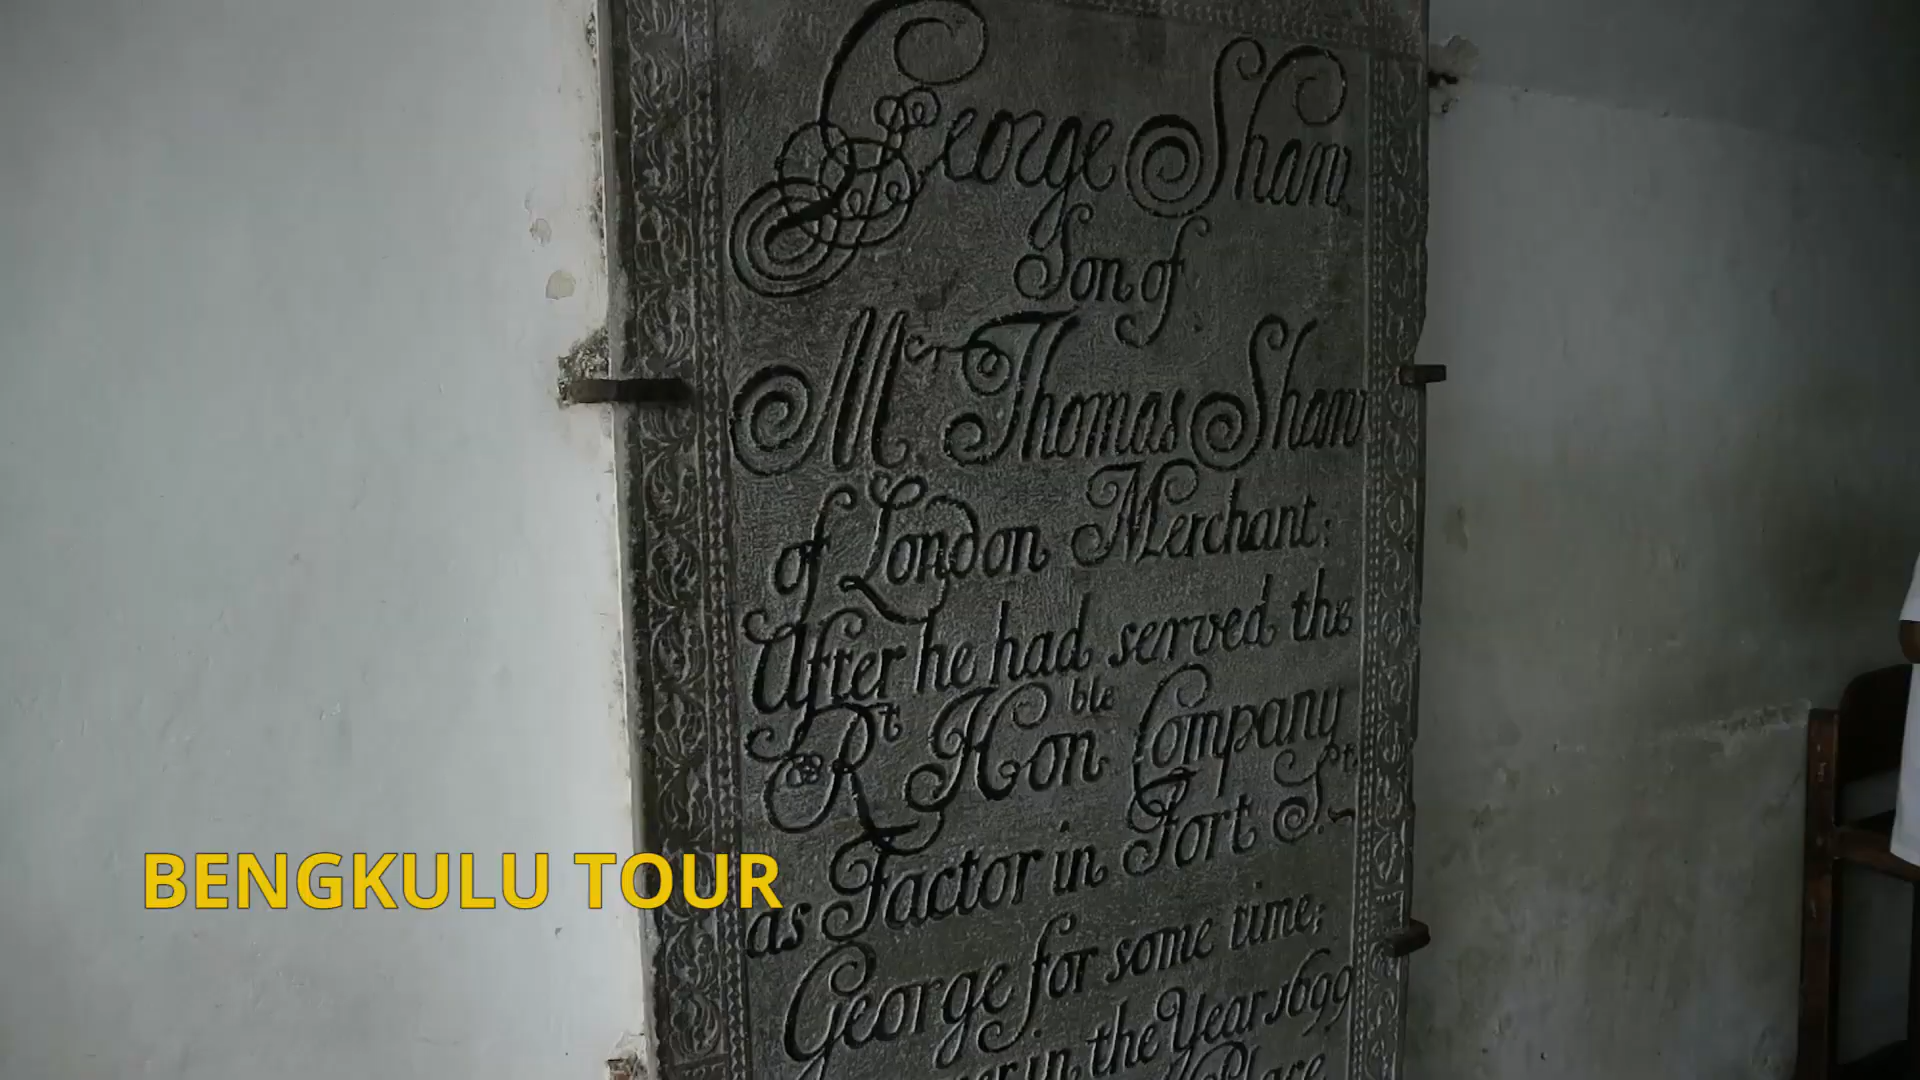 George Shaw
Son of
Mr Thomas Shaw
of London Merchant:
After he had served the
Rt Honble Company
as Factor in Fort St.
George for some time;
in the Year 1699
Place
BENGKULU TOUR